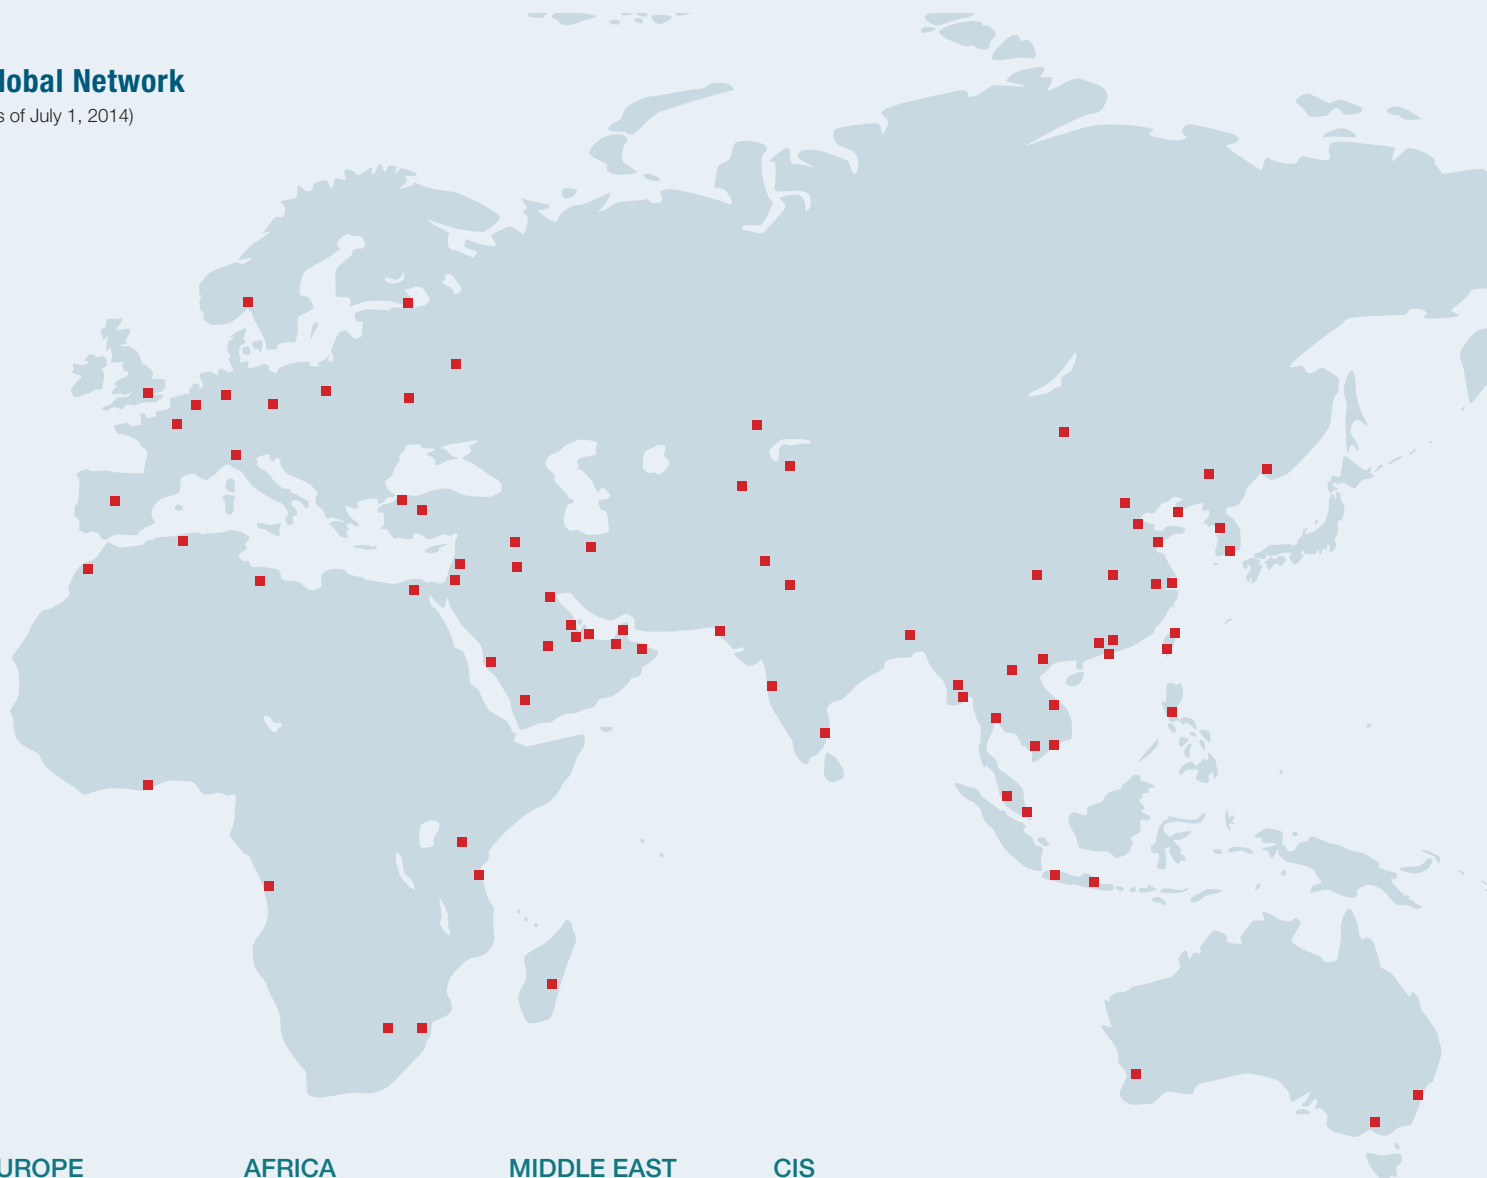 lobal Network
s of July 1, 2014)
UROPE
AFRICA
MIDDLE EAST
CIS